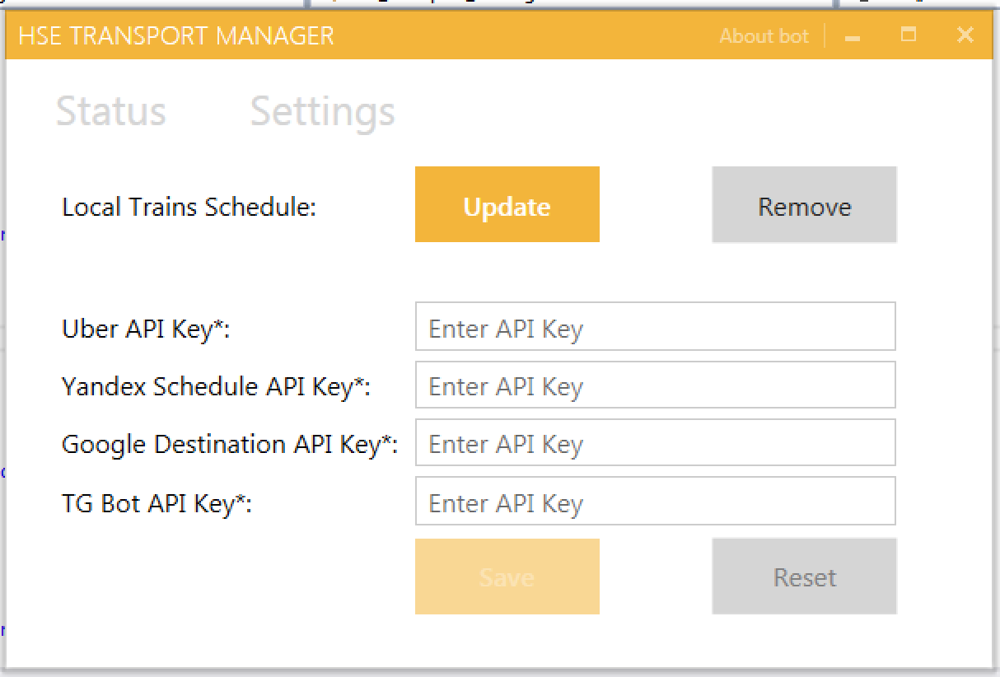 HSE TRANSPORT MANAGER About bot
Status Settings
Local Trains Schedule: Update Remove
Uber API Key*: Enter API Key
Yandex Schedule API Key*: Enter API Key
Google Destination API Key*: Enter API Key
TG Bot API Key*: Enter API Key
Save Reset